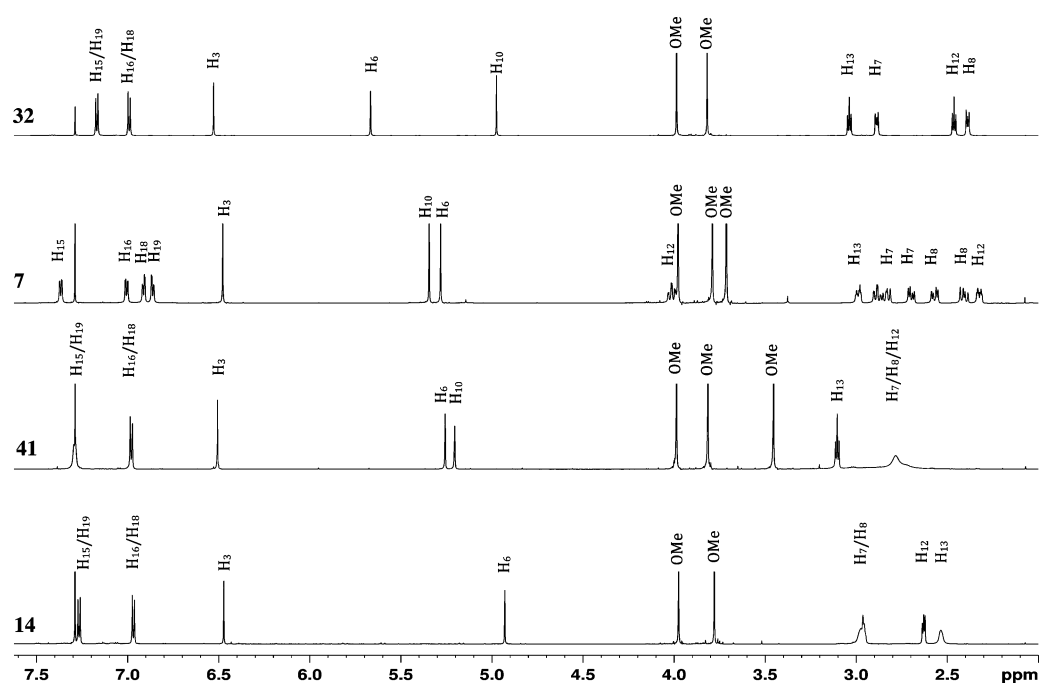 H15/H19 H16/H18 H3 H6 H10 OMe OMe H13 H7 H12 H8
32
H15 H16 H18 H19 H3 H10 H6 H12 OMe OMe OMe H13 H7 H7 H8 H8 H12
7
H15/H19 H16/H18 H3 H6 H10 OMe OMe OMe H13 H7/H8/H12
41
H15/H19 H16/H18 H3 H6 OMe OMe H7/H8 H12 H13
14
7.5 7.0 6.5 6.0 5.5 5.0 4.5 4.0 3.5 3.0 2.5 ppm